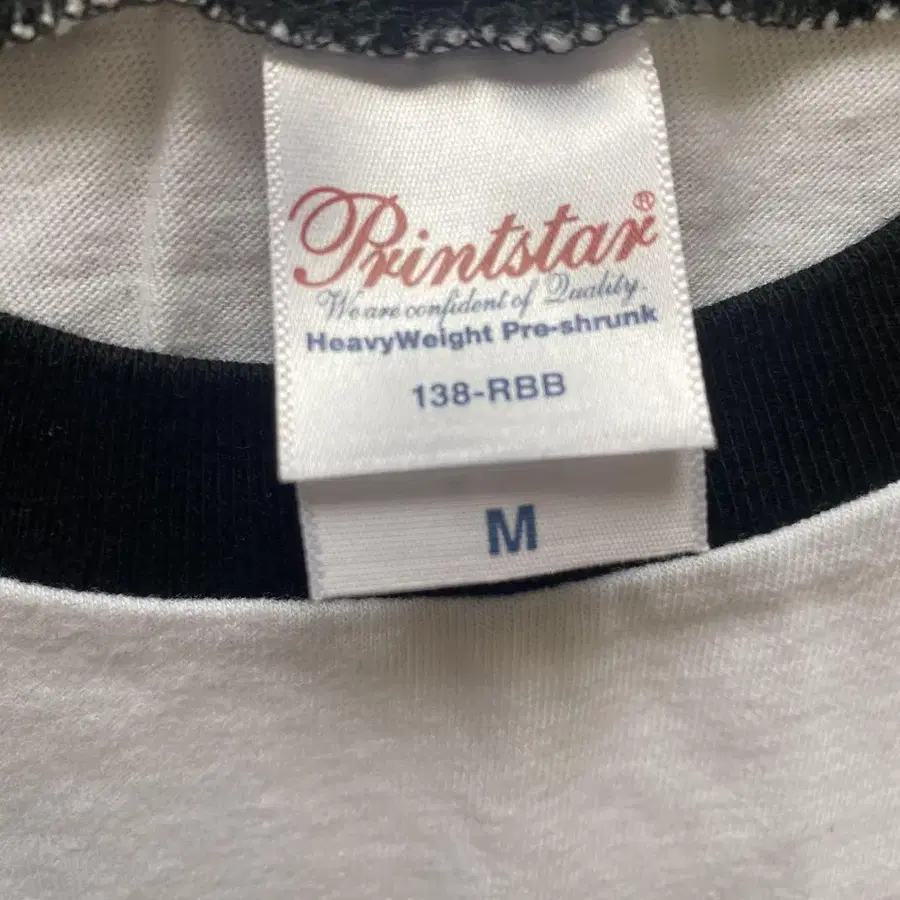 Printstar®
We are confident of Quality.
HeavyWeight Pre-shrunk
138-RBB
M